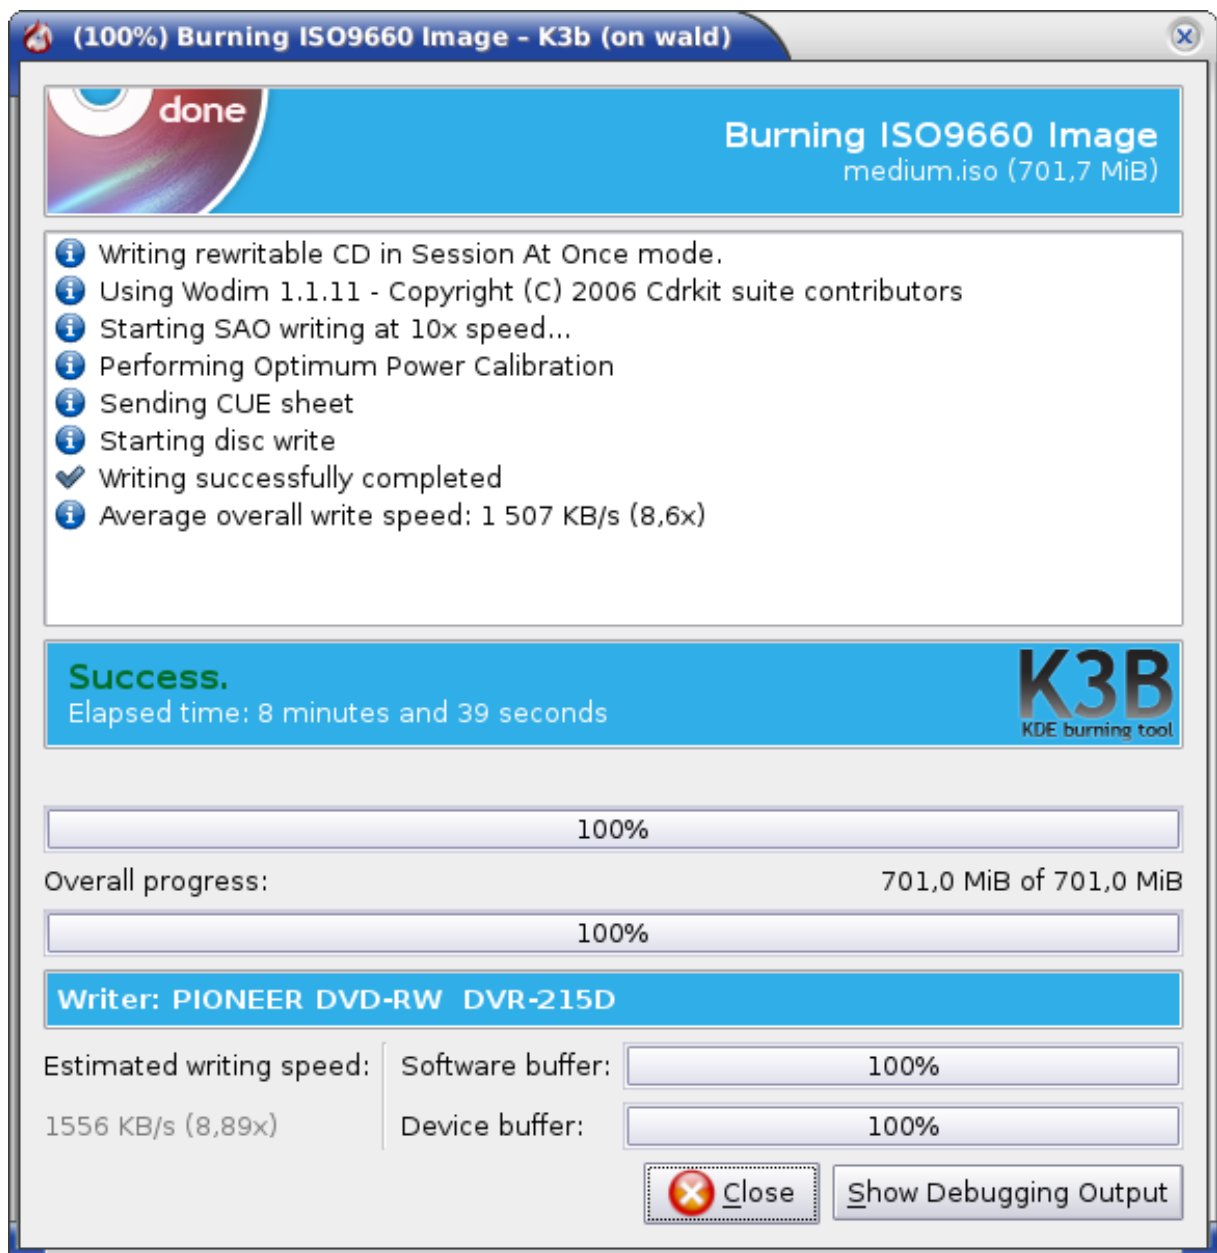 (100%) Burning ISO9660 Image – K3b (on wald)
done
Burning ISO9660 Image
medium.iso (701,7 MiB)
Writing rewritable CD in Session At Once mode.
Using Wodim 1.1.11 - Copyright (C) 2006 Cdrkit suite contributors
Starting SAO writing at 10x speed...
Performing Optimum Power Calibration
Sending CUE sheet
Starting disc write
Writing successfully completed
Average overall write speed: 1 507 KB/s (8,6x)
Success.
Elapsed time: 8 minutes and 39 seconds
K3B
KDE burning tool
100%
Overall progress: 701,0 MiB of 701,0 MiB
100%
Writer: PIONEER DVD-RW  DVR-215D
Estimated writing speed: Software buffer: 100%
1556 KB/s (8,89x) Device buffer: 100%
Close Show Debugging Output